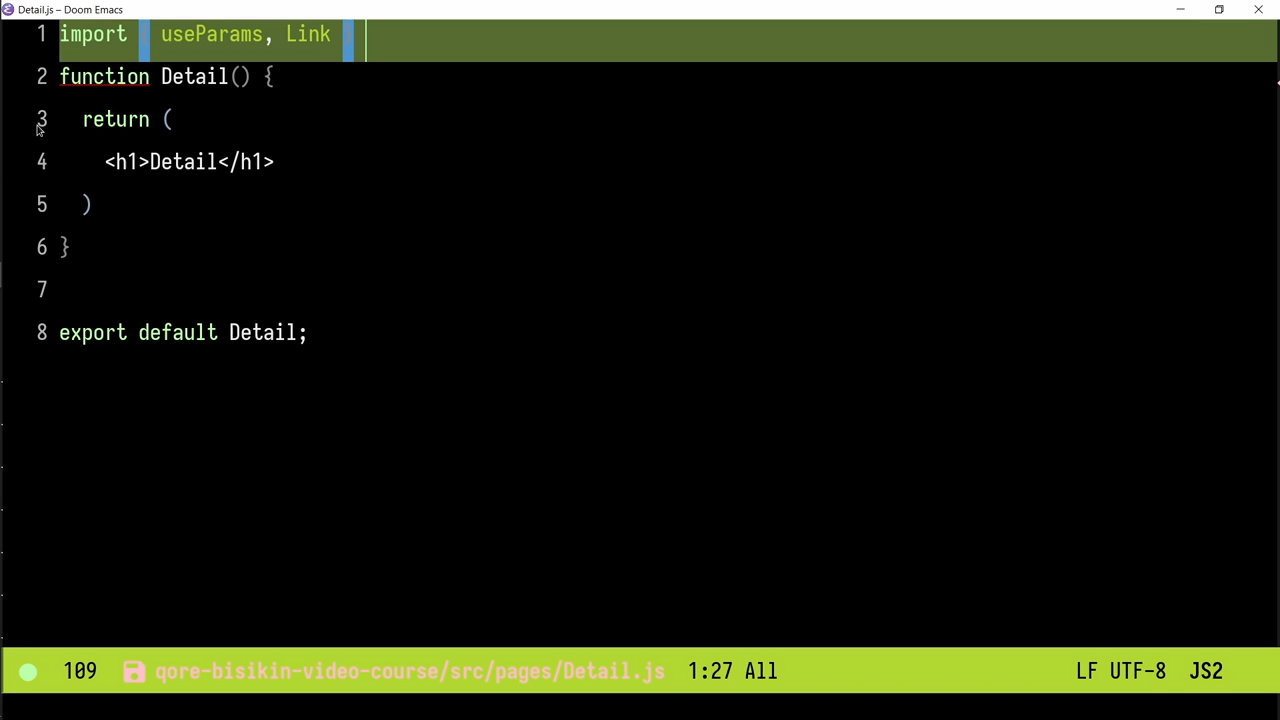 Detail.js – Doom Emacs
1 import { useParams, Link }
2 function Detail() {
3   return (
4     <h1>Detail</h1>
5   )
6 }
7
8 export default Detail;
109 qore-bisikin-video-course/src/pages/Detail.js 1:27 All LF UTF-8 JS2